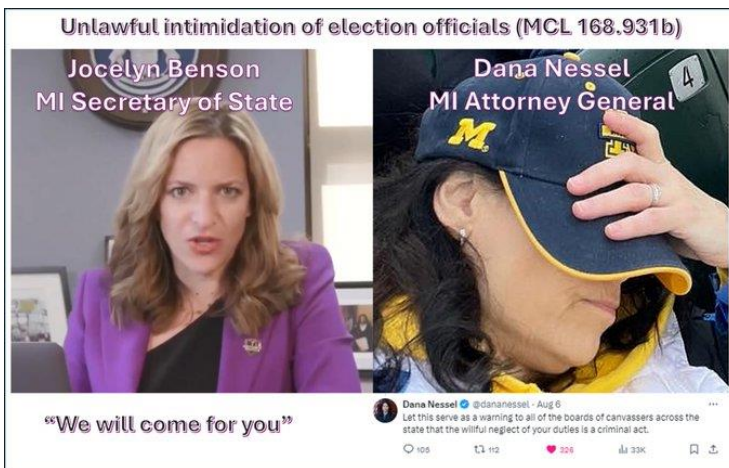 Unlawful intimidation of election officials (MCL 168.931b)
Jocelyn Benson
MI Secretary of State
Dana Nessel
MI Attorney General
4
M
"We will come for you"
Dana Nessel @dananessel · Aug 6
Let this serve as a warning to all of the boards of canvassers across the
state that the willful neglect of your duties is a criminal act.
105 112 326 33K